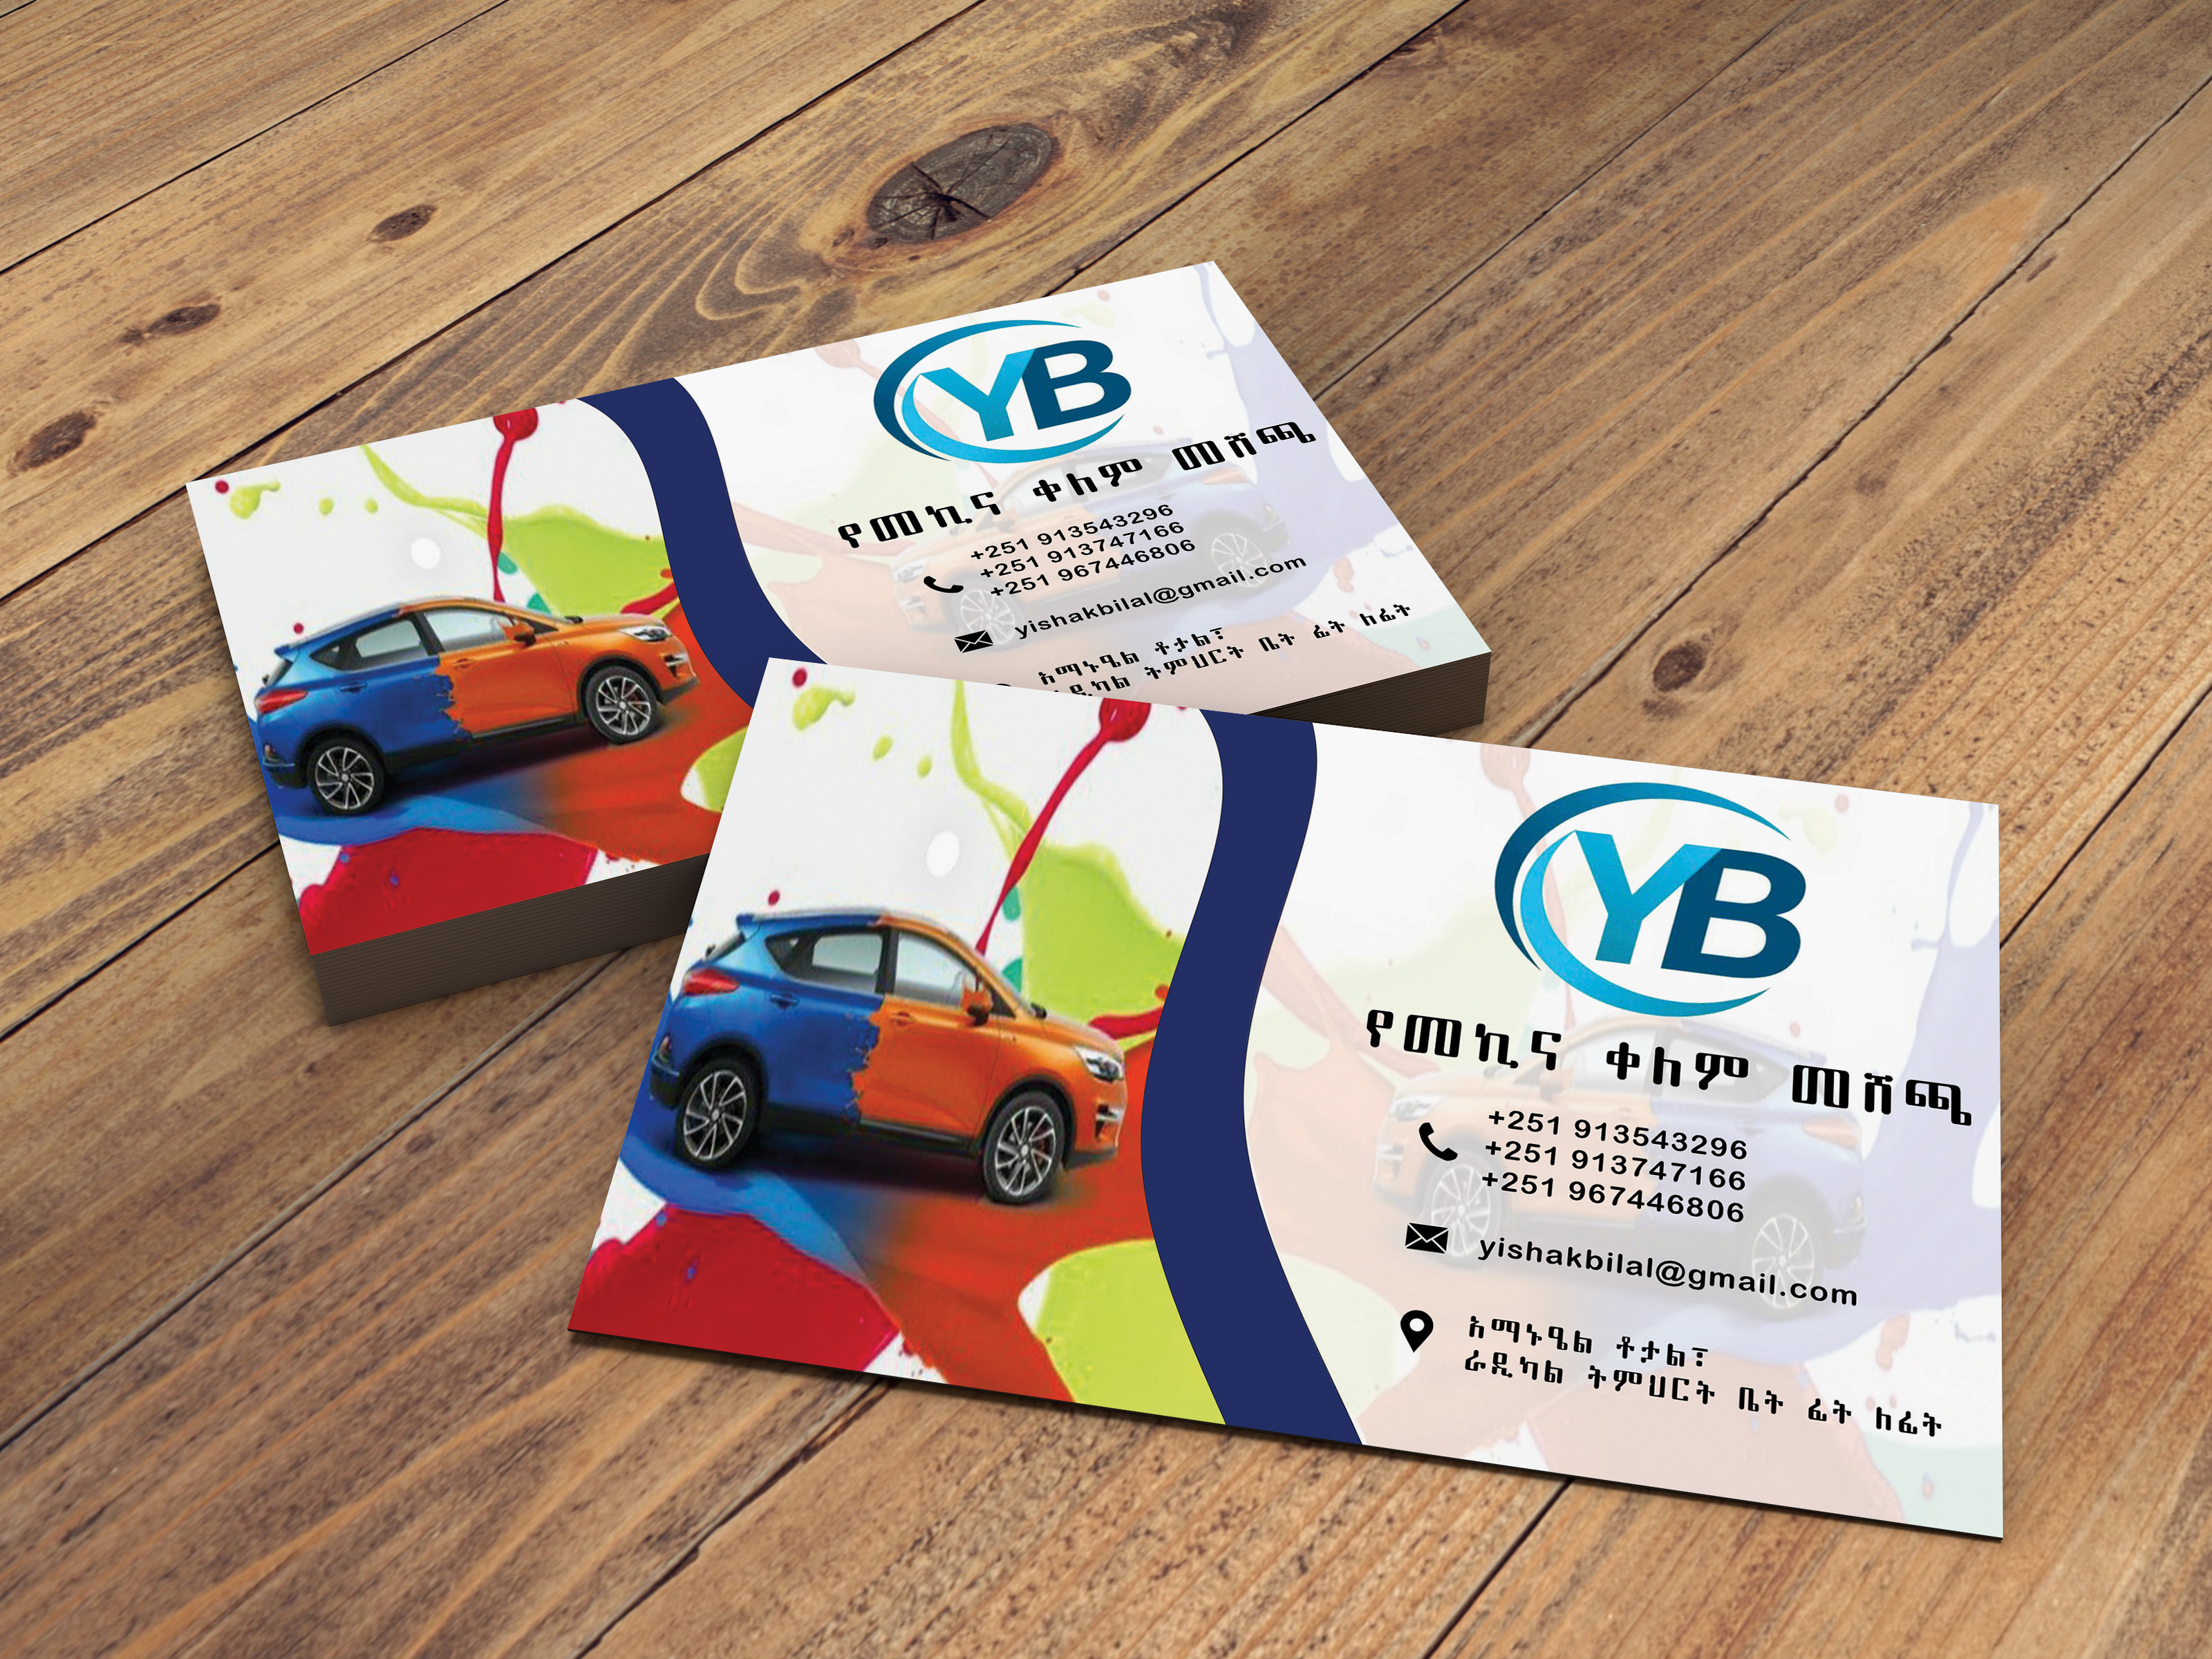 YB
የመኪና ቀለም መሸጫ
+251 913543296
+251 913747166
+251 967446806
yishakbilal@gmail.com
አማኑዔል ቶታል፣
ራዲካል ትምህርት ቤት ፊት ለፊት
YB
የመኪና ቀለም መሸጫ
+251 913543296
+251 913747166
+251 967446806
yishakbilal@gmail.com
አማኑዔል ቶታል፣
ራዲካል ትምህርት ቤት ፊት ለፊት